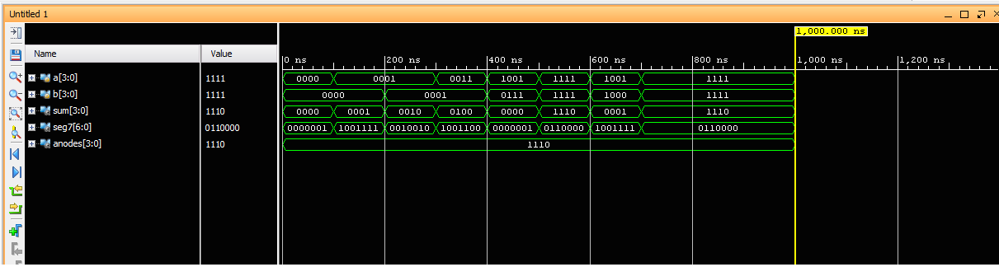 Untitled 1
1,000.000 ns
Name Value 0 ns 200 ns 400 ns 600 ns 800 ns 1,000 ns 1,200 ns
a[3:0] 1111 0000 0001 0011 1001 1111 1001 1111
b[3:0] 1111 0000 0001 0111 1111 1000 1111
sum[3:0] 1110 0000 0001 0010 0100 0000 1110 0001 1110
seg7[6:0] 0110000 0000001 1001111 0010010 1001100 0000001 0110000 1001111 0110000
anodes[3:0] 1110 1110